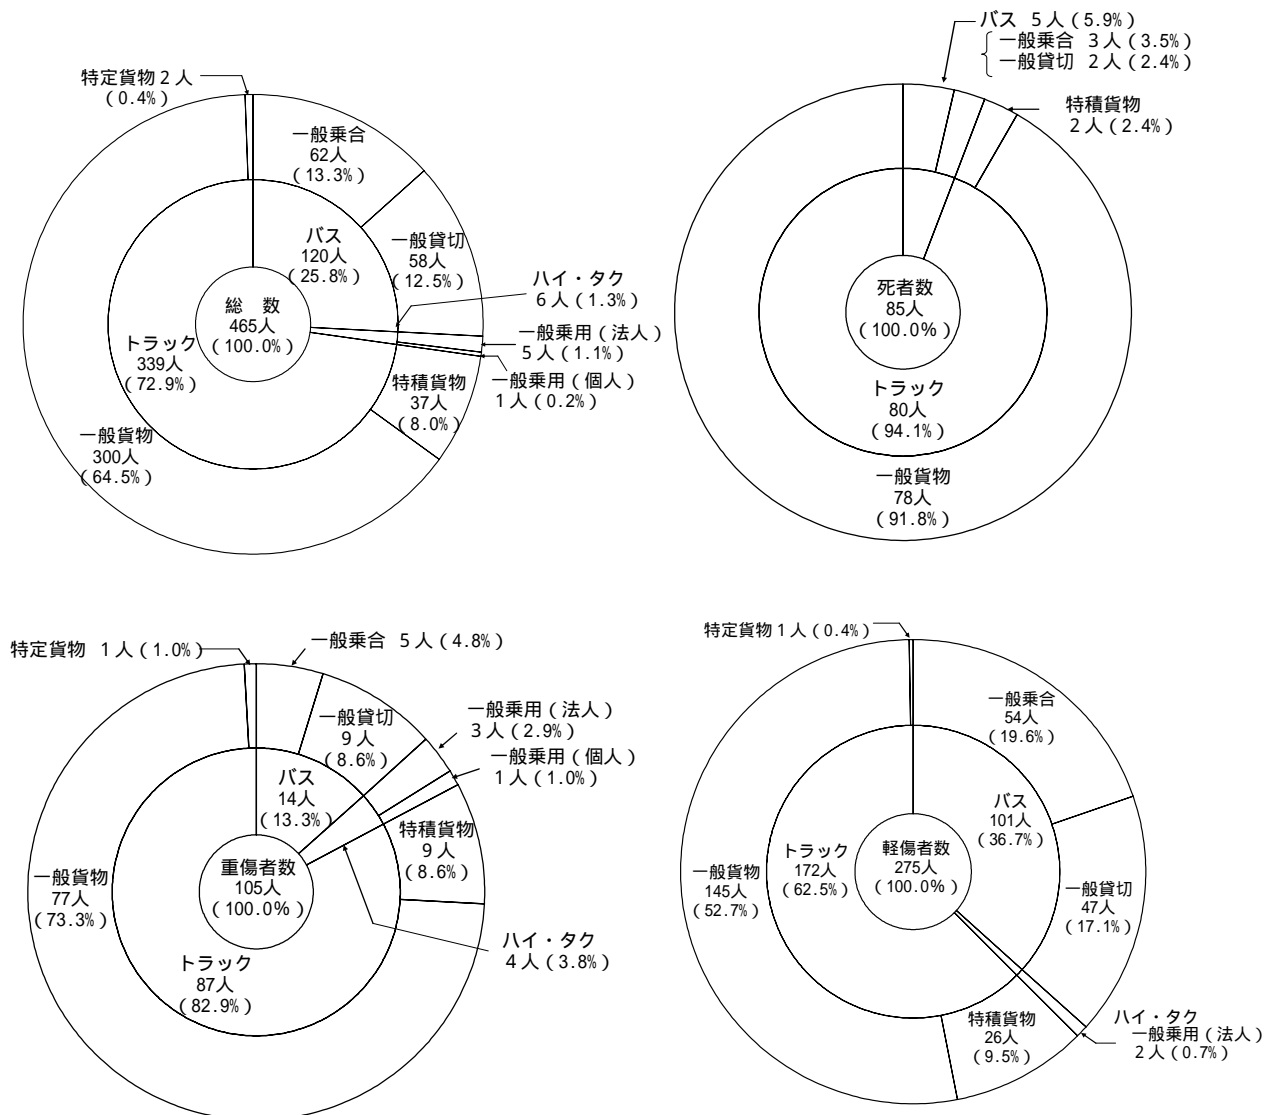 特定貨物 2人
(0.4%)
一般乗合
62人
(13.3%)
バス
120人
(25.8%)
一般貸切
58人
(12.5%)
ハイ・タク
6人(1.3%)
総 数
465人
(100.0%)
一般乗用(法人)
5人(1.1%)
トラック
339人
(72.9%)
一般乗用(個人)
1人(0.2%)
特積貨物
37人
(8.0%)
一般貨物
300人
(64.5%)
バス 5人(5.9%)
一般乗合 3人(3.5%)
一般貸切 2人(2.4%)
特積貨物
2人(2.4%)
死者数
85人
(100.0%)
トラック
80人
(94.1%)
一般貨物
78人
(91.8%)
特定貨物 1人(1.0%)
一般乗合 5人(4.8%)
一般貸切
9人
(8.6%)
一般乗用(法人)
3人(2.9%)
一般乗用(個人)
1人(1.0%)
バス
14人
(13.3%)
特積貨物
9人
(8.6%)
重傷者数
105人
(100.0%)
一般貨物
77人
(73.3%)
ハイ・タク
4人(3.8%)
トラック
87人
(82.9%)
特定貨物1人(0.4%)
一般乗合
54人
(19.6%)
バス
101人
(36.7%)
軽傷者数
275人
(100.0%)
トラック
172人
(62.5%)
一般貨物
145人
(52.7%)
一般貸切
47人
(17.1%)
特積貨物
26人
(9.5%)
ハイ・タク
一般乗用(法人)
2人(0.7%)